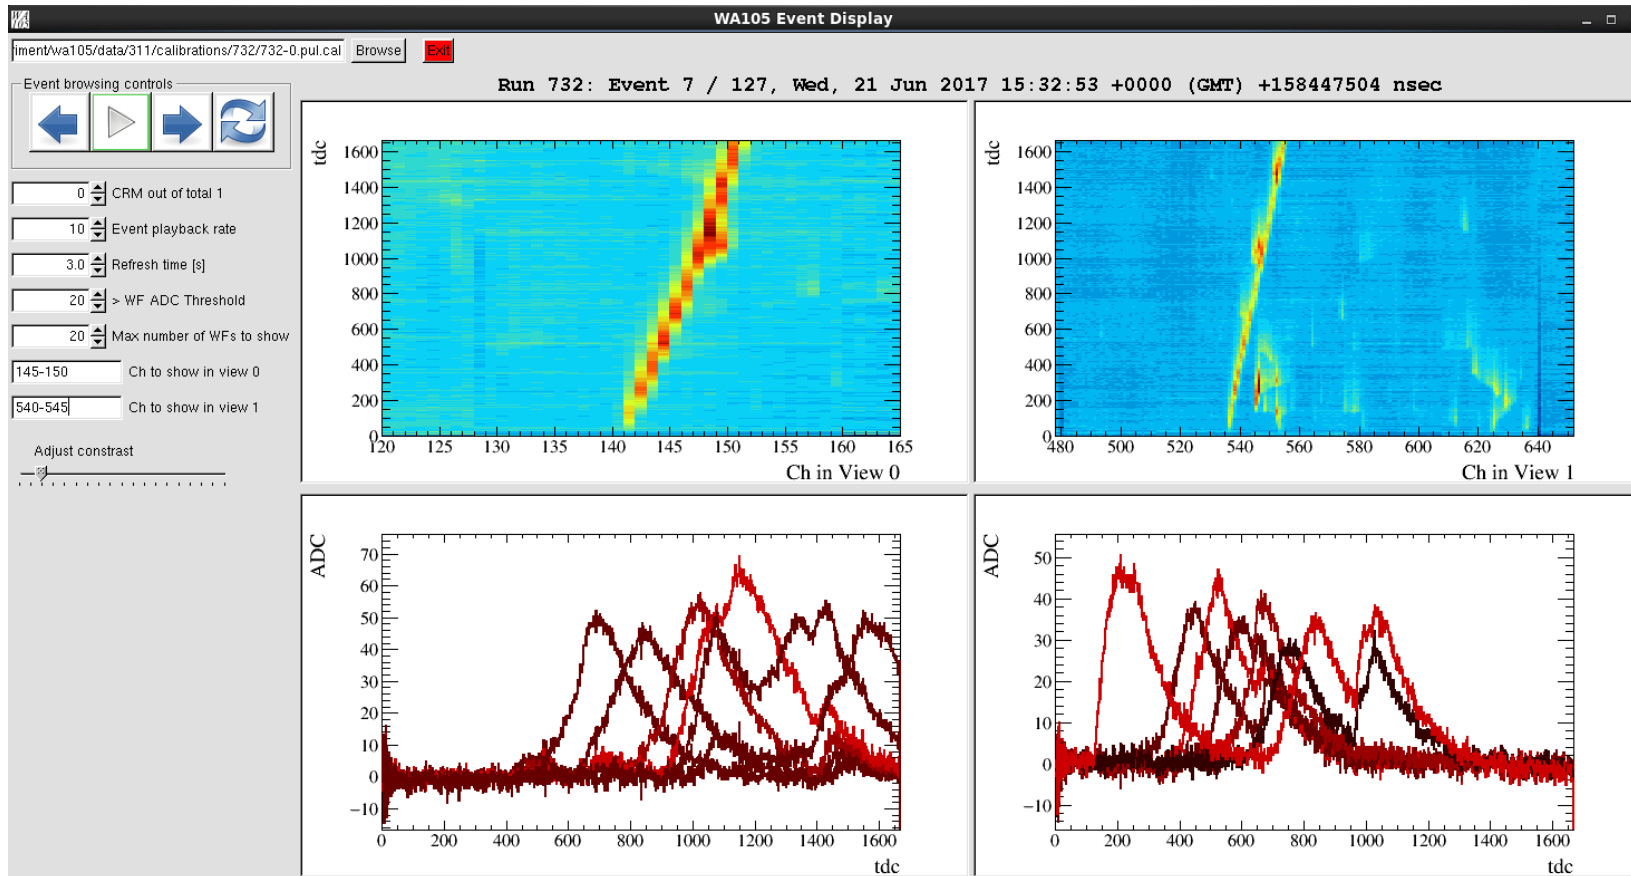 WA105 Event Display
WA
105
riment/wa105/data/311/calibrations/732/732-0.pul.cal Browse Exit
Event browsing controls
Run 732: Event 7 / 127, Wed, 21 Jun 2017 15:32:53 +0000 (GMT) +158447504 nsec
0 CRM out of total 1
10 Event playback rate
3.0 Refresh time [s]
20 > WF ADC Threshold
20 Max number of WFs to show
145-150 Ch to show in view 0
540-545 Ch to show in view 1
Adjust constrast
tdc
1600
1400
1200
1000
800
600
400
200
0
120 125 130 135 140 145 150 155 160 165
Ch in View 0
tdc
1600
1400
1200
1000
800
600
400
200
0
480 500 520 540 560 580 600 620 640
Ch in View 1
ADC
70
60
50
40
30
20
10
0
−10
0 200 400 600 800 1000 1200 1400 1600
tdc
ADC
50
40
30
20
10
0
−10
0 200 400 600 800 1000 1200 1400 1600
tdc